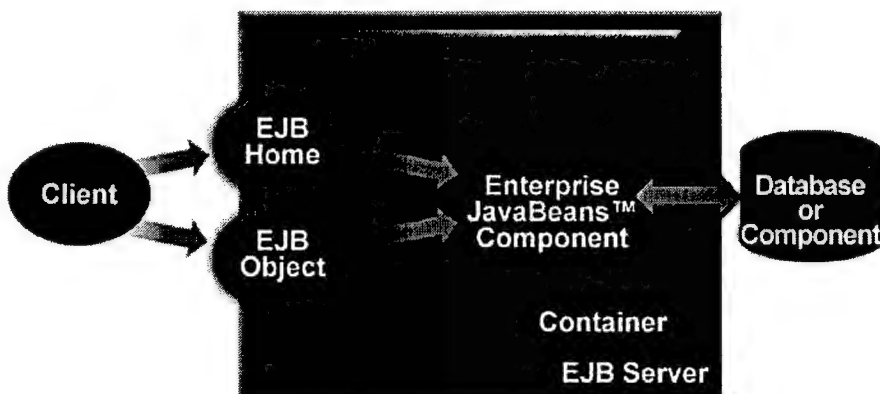 Client
EJB
Home
EJB
Object
Enterprise
JavaBeans™
Component
Database
or
Component
Container
EJB Server